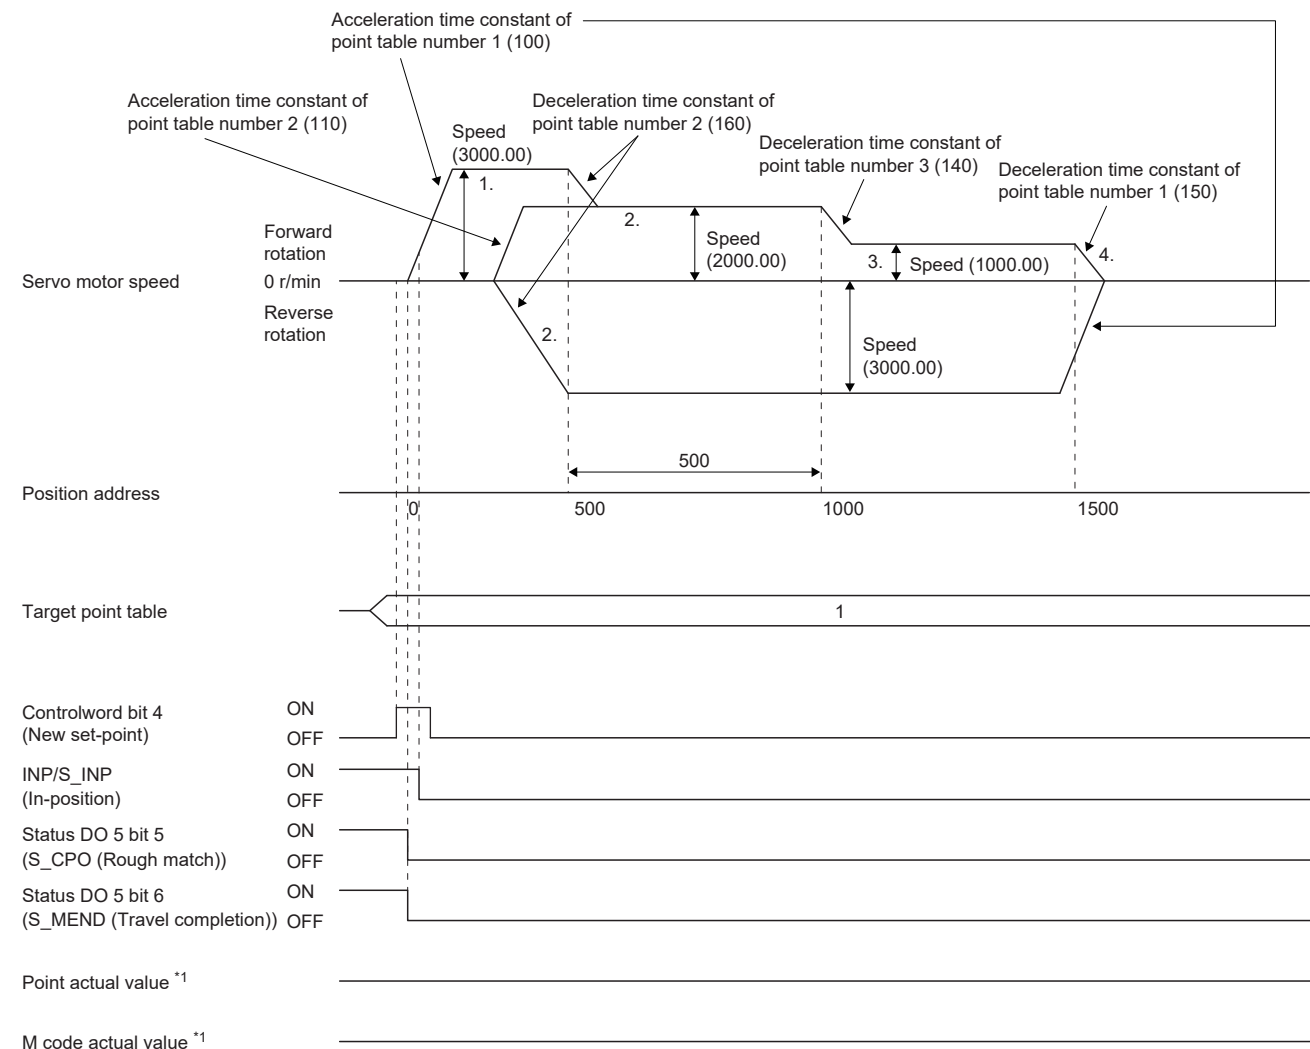 Acceleration time constant of
point table number 1 (100)
Acceleration time constant of
point table number 2 (110)
Deceleration time constant of
point table number 2 (160)
Speed
(3000.00)
Deceleration time constant of
point table number 3 (140)
Deceleration time constant of
point table number 1 (150)
1.
2.
Speed
(2000.00)
3.
Speed (1000.00)
4.
Forward
rotation
Servo motor speed
0 r/min
Reverse
rotation
2.
Speed
(3000.00)
500
Position address
0
500
1000
1500
Target point table
1
Controlword bit 4
(New set-point)
ON
OFF
INP/S_INP
(In-position)
ON
OFF
Status DO 5 bit 5
(S_CPO (Rough match))
ON
OFF
Status DO 5 bit 6
(S_MEND (Travel completion))
ON
OFF
Point actual value *1
M code actual value *1